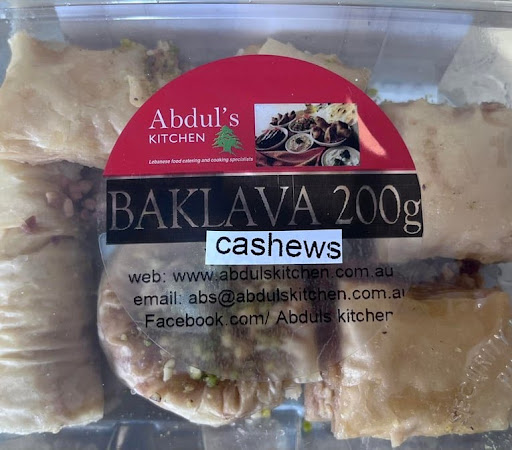 Abdul's
KITCHEN
Lebanese food catering and cooking specialists
BAKLAVA 200g
cashews
web: www.abdulskitchen.com.au
email: abs@abdulskitchen.com.au
Facebook.com/ Abduls kitchen